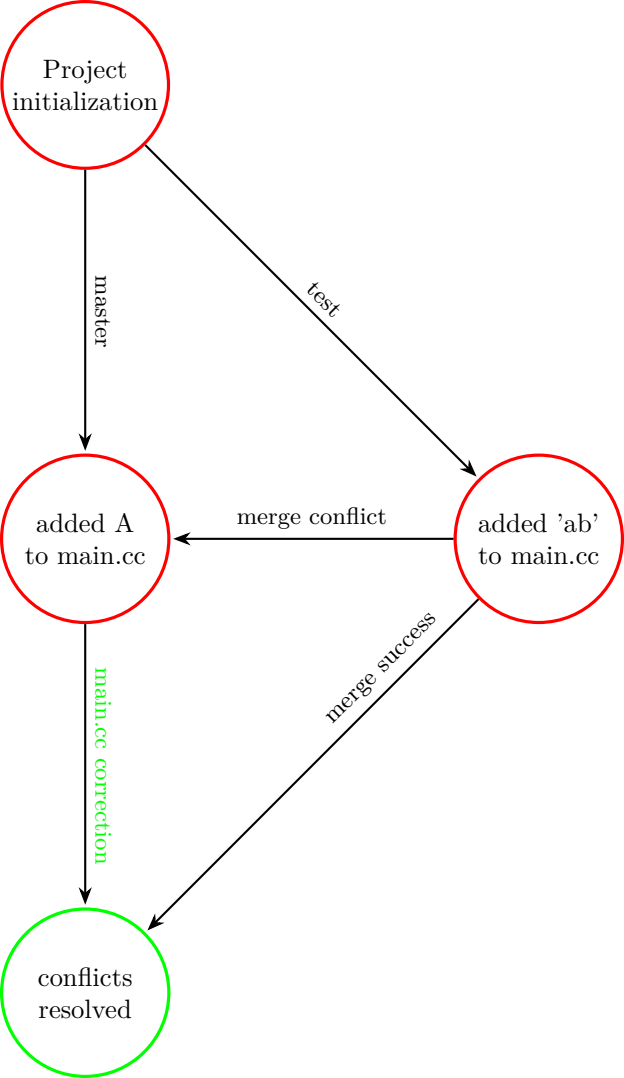 Project
initialization
master
test
added A
to main.cc
merge conflict
added 'ab'
to main.cc
merge success
main.cc correction
conflicts
resolved